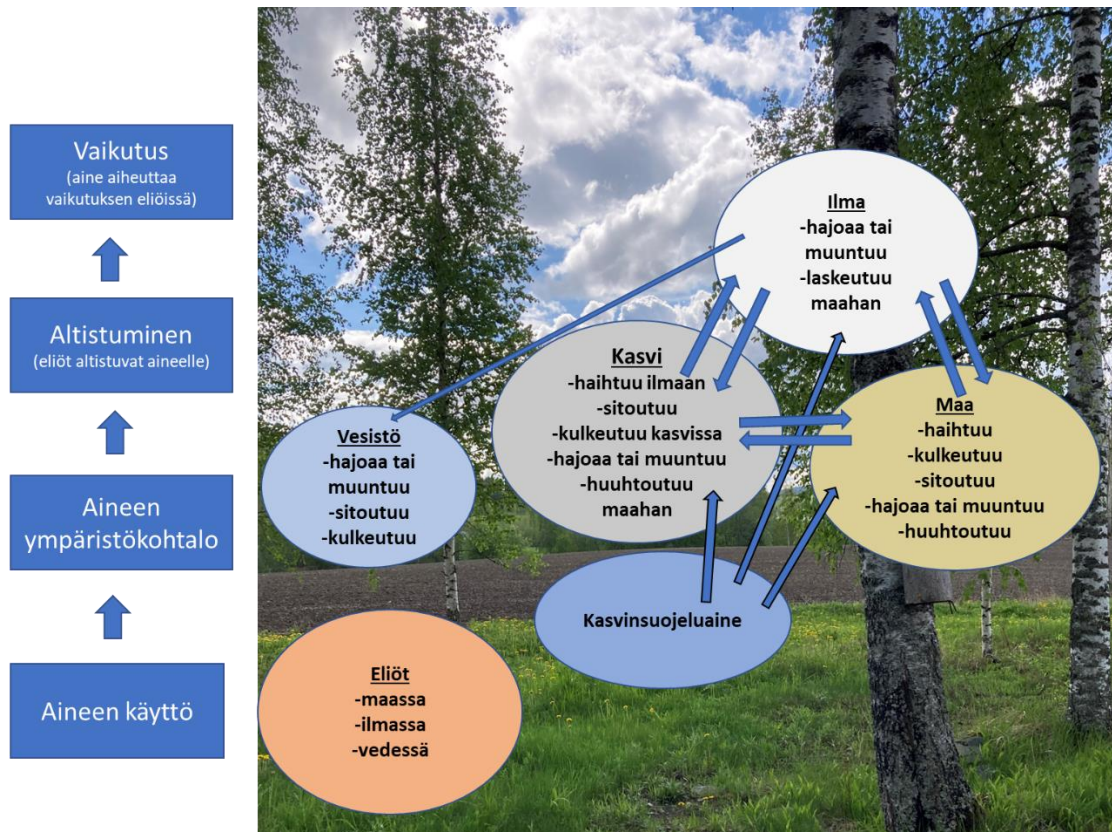 Vaikutus
(aine aiheuttaa
vaikutuksen eliöissä)
Altistuminen
(eliöt altistuvat aineelle)
Aineen
ympäristökohtalo
Aineen käyttö
Ilma
-hajoaa tai
muuntuu
-laskeutuu
maahan
Kasvi
-haihtuu ilmaan
-sitoutuu
-kulkeutuu kasvissa
-hajoaa tai muuntuu
-huuhtoutuu
maahan
Maa
-haihtuu
-kulkeutuu
-sitoutuu
-hajoaa tai muuntuu
-huuhtoutuu
Vesistö
-hajoaa tai
muuntuu
-sitoutuu
-kulkeutuu
Kasvinsuojeluaine
Eliöt
-maassa
-ilmassa
-vedessä